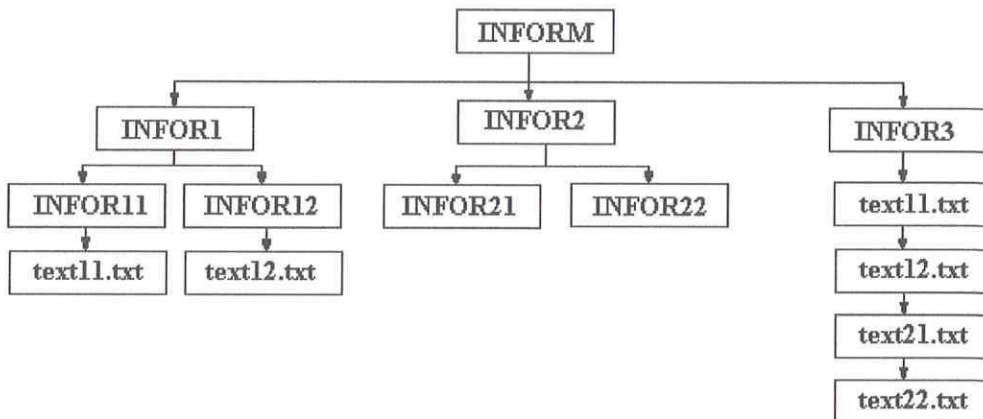 INFORM
INFOR1
INFOR2
INFOR3
INFOR11
INFOR12
INFOR21
INFOR22
text11.txt
text11.txt
text12.txt
text12.txt
text21.txt
text22.txt